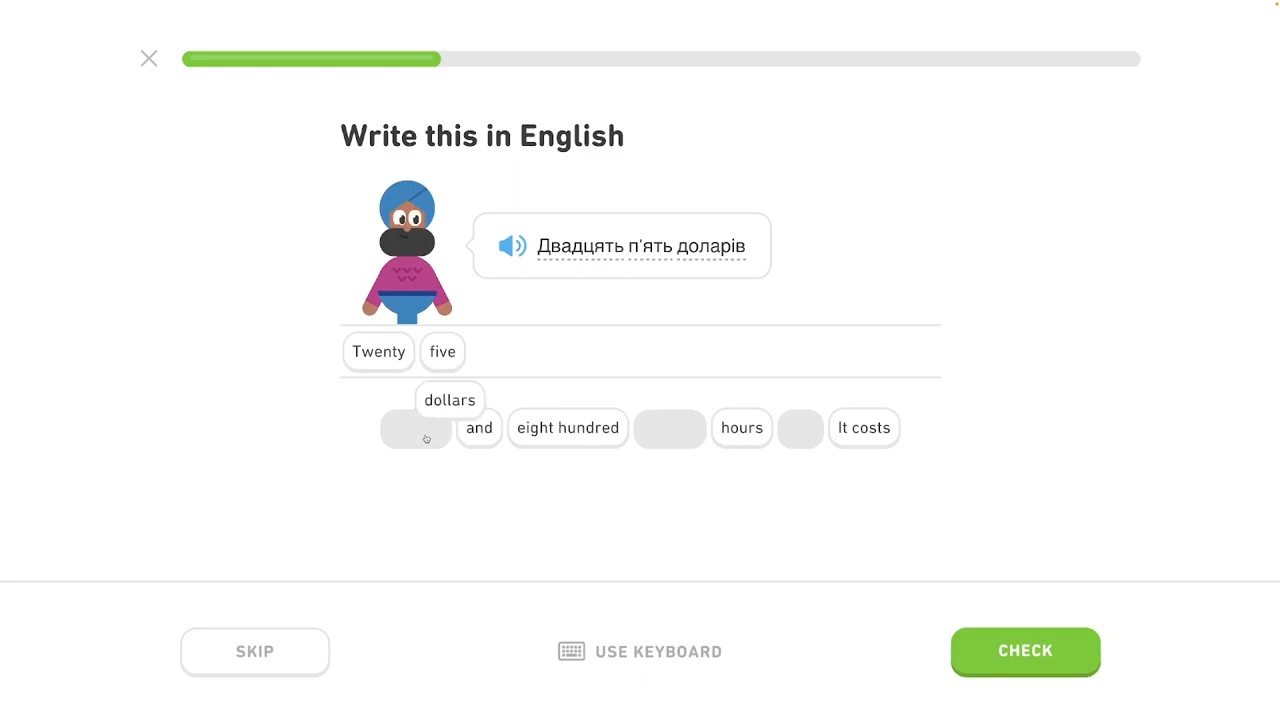 Write this in English
Двадцять п'ять доларів
Twenty five
dollars
and eight hundred hours It costs
SKIP USE KEYBOARD CHECK